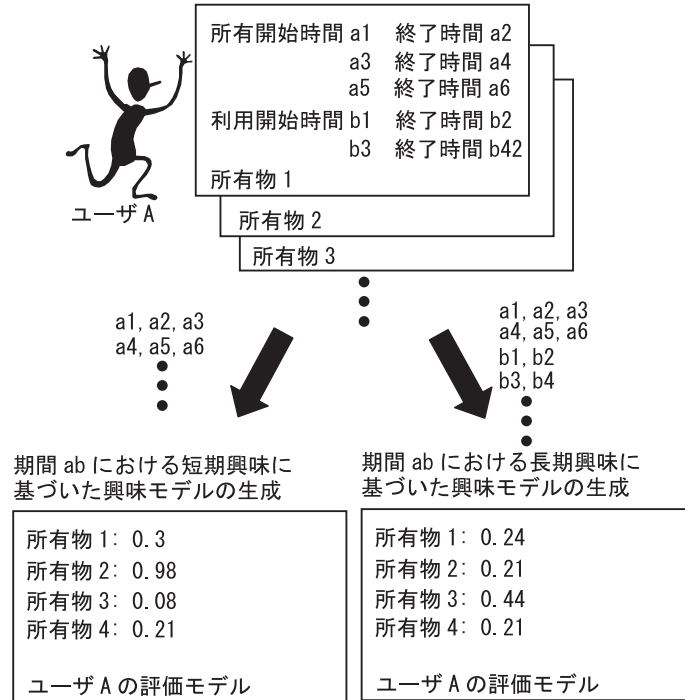 所有開始時間 a1 終了時間 a2
a3 終了時間 a4
a5 終了時間 a6
利用開始時間 b1 終了時間 b2
b3 終了時間 b42
所有物 1
ユーザ A
所有物 2
所有物 3
a1, a2, a3
a4, a5, a6
a1, a2, a3
a4, a5, a6
b1, b2
b3, b4
期間 ab における短期興味に
基づいた興味モデルの生成
所有物 1: 0.3
所有物 2: 0.98
所有物 3: 0.08
所有物 4: 0.21
ユーザ A の評価モデル
期間 ab における長期興味に
基づいた興味モデルの生成
所有物 1: 0.24
所有物 2: 0.21
所有物 3: 0.44
所有物 4: 0.21
ユーザ A の評価モデル